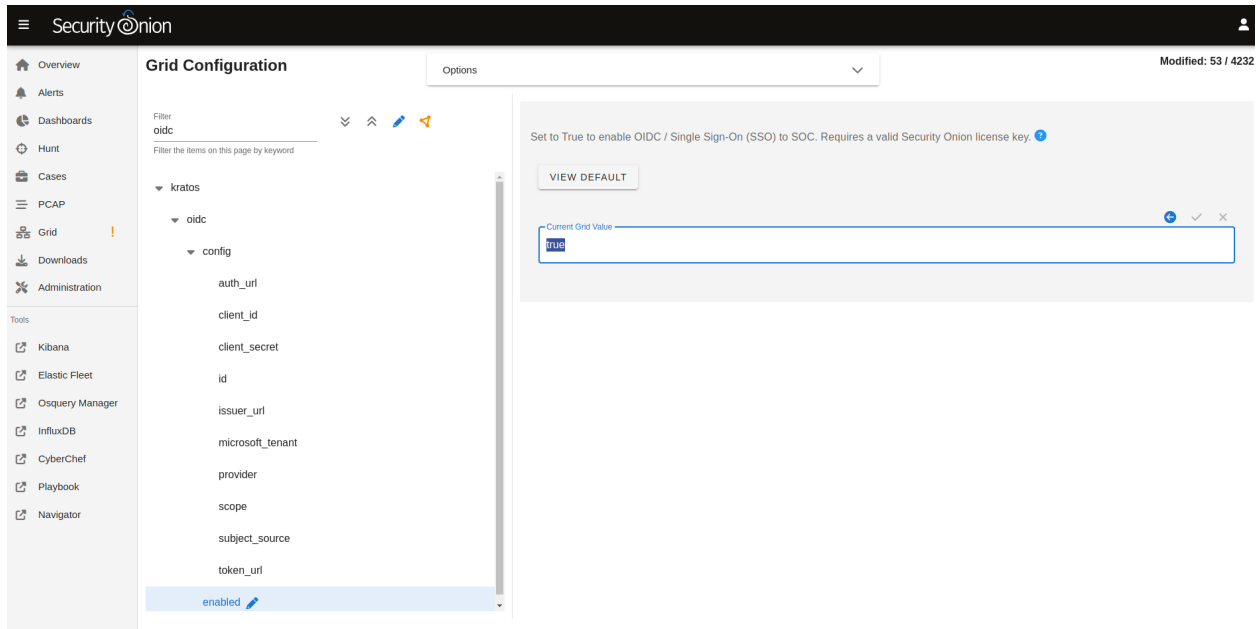 Security Onion
Overview
Alerts
Dashboards
Hunt
Cases
PCAP
Grid !
Downloads
Administration
Tools
Kibana
Elastic Fleet
Osquery Manager
InfluxDB
CyberChef
Playbook
Navigator
Grid Configuration
Options
Modified: 53 / 4232
Filter
oidc
Filter the items on this page by keyword
kratos
oidc
config
auth_url
client_id
client_secret
id
issuer_url
microsoft_tenant
provider
scope
subject_source
token_url
enabled
Set to True to enable OIDC / Single Sign-On (SSO) to SOC. Requires a valid Security Onion license key. ?
VIEW DEFAULT
Current Grid Value
true